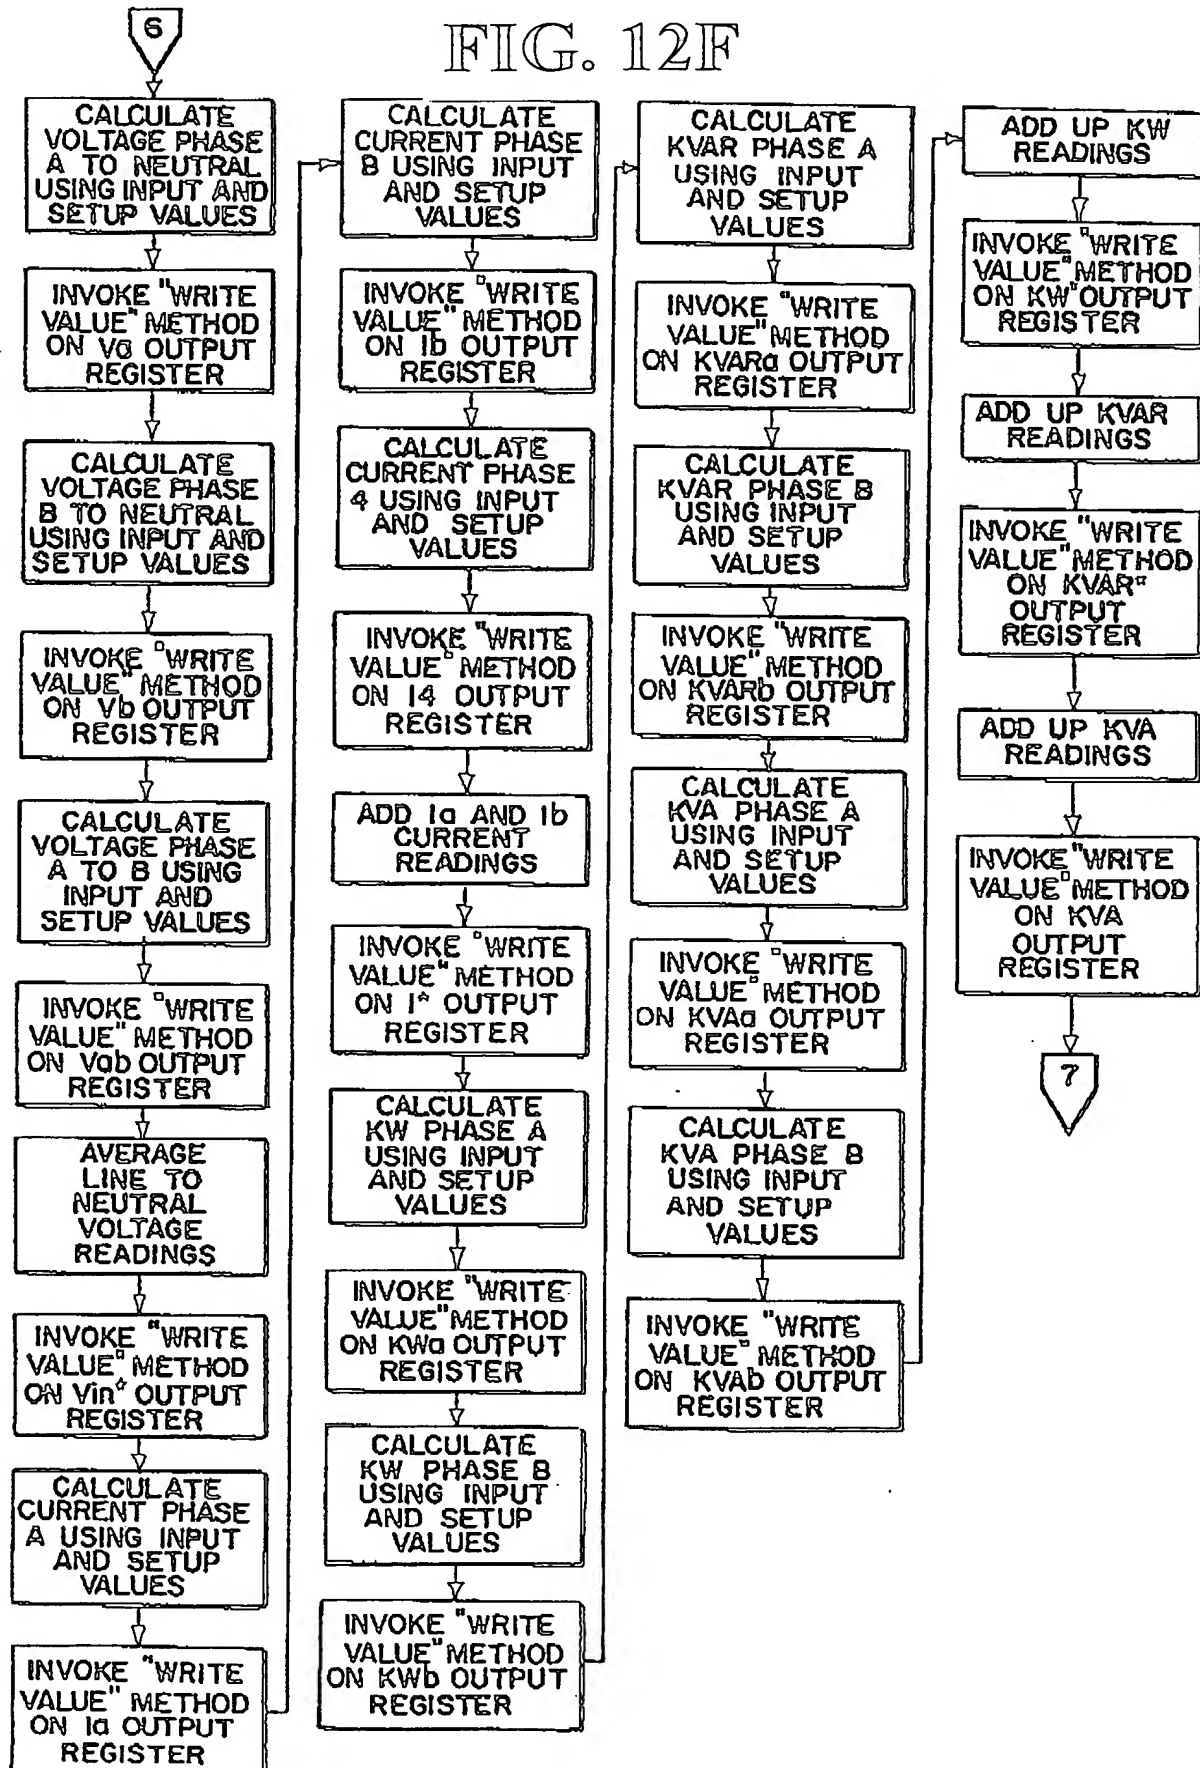 6
FIG. 12F
CALCULATE
VOLTAGE PHASE
A TO NEUTRAL
USING INPUT AND
SETUP VALUES
INVOKE "WRITE
VALUE" METHOD
ON Va OUTPUT
REGISTER
CALCULATE
VOLTAGE PHASE
B TO NEUTRAL
USING INPUT AND
SETUP VALUES
INVOKE "WRITE
VALUE" METHOD
ON Vb OUTPUT
REGISTER
CALCULATE
VOLTAGE PHASE
A TO B USING
INPUT AND
SETUP VALUES
INVOKE "WRITE
VALUE" METHOD
ON Vab OUTPUT
REGISTER
AVERAGE
LINE TO
NEUTRAL
VOLTAGE
READINGS
INVOKE "WRITE
VALUE" METHOD
ON Vln* OUTPUT
REGISTER
CALCULATE
CURRENT PHASE
A USING INPUT
AND SETUP
VALUES
INVOKE "WRITE
VALUE" METHOD
ON Ia OUTPUT
REGISTER
CALCULATE
CURRENT PHASE
B USING INPUT
AND SETUP
VALUES
INVOKE "WRITE
VALUE" METHOD
ON Ib OUTPUT
REGISTER
CALCULATE
CURRENT PHASE
4 USING INPUT
AND SETUP
VALUES
INVOKE "WRITE
VALUE" METHOD
ON I4 OUTPUT
REGISTER
ADD Ia AND Ib
CURRENT
READINGS
INVOKE "WRITE
VALUE" METHOD
ON I* OUTPUT
REGISTER
CALCULATE
KW PHASE A
USING INPUT
AND SETUP
VALUES
INVOKE "WRITE
VALUE" METHOD
ON KWa OUTPUT
REGISTER
CALCULATE
KW PHASE B
USING INPUT
AND SETUP
VALUES
INVOKE "WRITE
VALUE" METHOD
ON KWb OUTPUT
REGISTER
CALCULATE
KVAR PHASE A
USING INPUT
AND SETUP
VALUES
INVOKE "WRITE
VALUE" METHOD
ON KVARa OUTPUT
REGISTER
CALCULATE
KVAR PHASE B
USING INPUT
AND SETUP
VALUES
INVOKE "WRITE
VALUE" METHOD
ON KVARb OUTPUT
REGISTER
CALCULATE
KVA PHASE A
USING INPUT
AND SETUP
VALUES
INVOKE "WRITE
VALUE" METHOD
ON KVAa OUTPUT
REGISTER
CALCULATE
KVA PHASE B
USING INPUT
AND SETUP
VALUES
INVOKE "WRITE
VALUE" METHOD
ON KVAb OUTPUT
REGISTER
ADD UP KW
READINGS
INVOKE "WRITE
VALUE" METHOD
ON KW* OUTPUT
REGISTER
ADD UP KVAR
READINGS
INVOKE "WRITE
VALUE" METHOD
ON KVAR*
OUTPUT
REGISTER
ADD UP KVA
READINGS
INVOKE "WRITE
VALUE" METHOD
ON KVA
OUTPUT
REGISTER
7